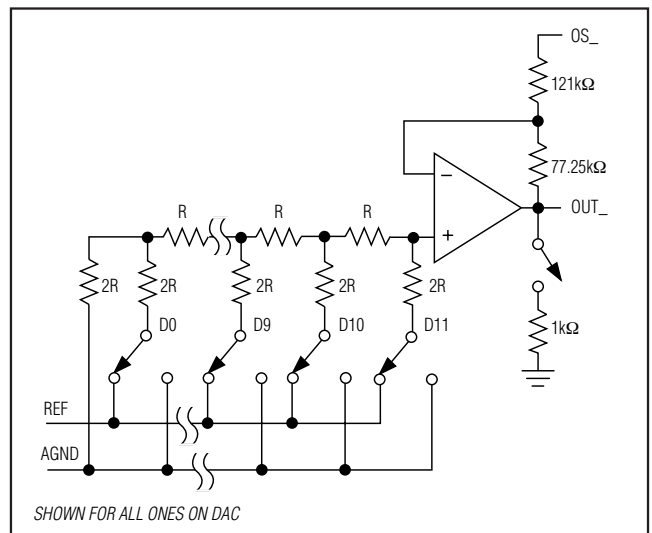 OS_
121kΩ
77.25kΩ
−
OUT_
R R R
+
2R 2R 2R 2R 2R
D0 D9 D10 D11
1kΩ
REF
AGND
SHOWN FOR ALL ONES ON DAC